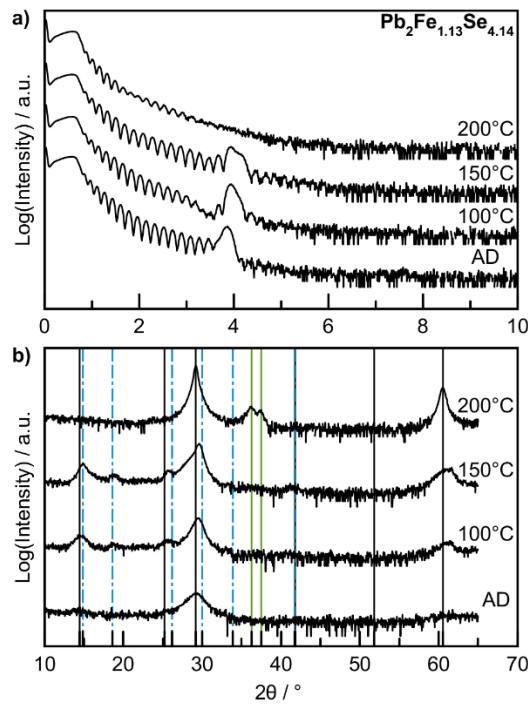 a)
Pb2Fe1.13Se4.14
Log(Intensity) / a.u.
200°C
150°C
100°C
AD
0 2 4 6 8 10
b)
Log(Intensity) / a.u.
200°C
150°C
100°C
AD
10 20 30 40 50 60 70
2θ / °